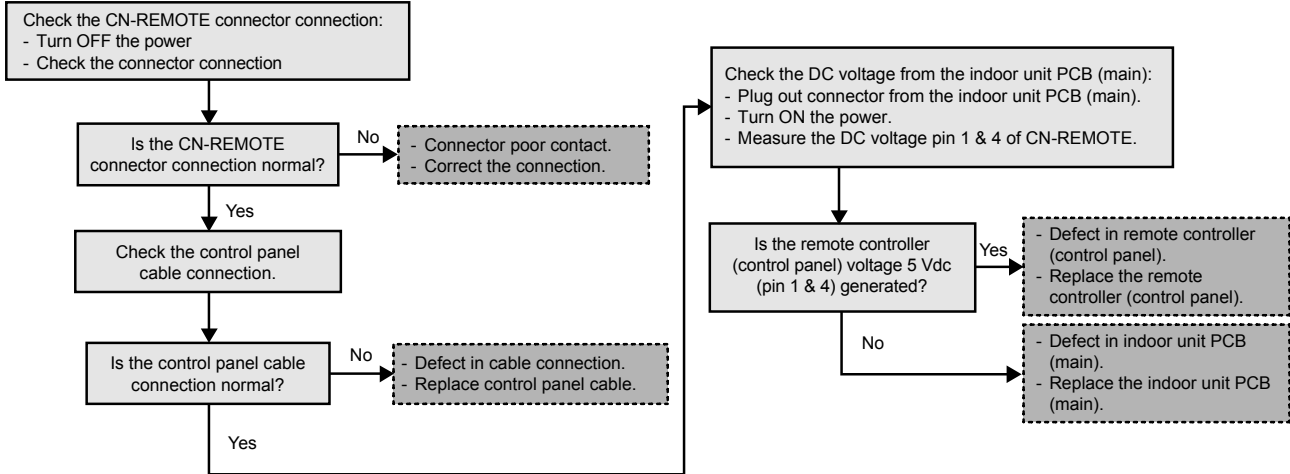 Check the CN-REMOTE connector connection:
- Turn OFF the power
- Check the connector connection
Is the CN-REMOTE
connector connection normal?
No
- Connector poor contact.
- Correct the connection.
Yes
Check the control panel
cable connection.
Is the control panel cable
connection normal?
No
- Defect in cable connection.
- Replace control panel cable.
Yes
Check the DC voltage from the indoor unit PCB (main):
- Plug out connector from the indoor unit PCB (main).
- Turn ON the power.
- Measure the DC voltage pin 1 & 4 of CN-REMOTE.
Is the remote controller
(control panel) voltage 5 Vdc
(pin 1 & 4) generated?
Yes
- Defect in remote controller
(control panel).
- Replace the remote
controller (control panel).
No
- Defect in indoor unit PCB
(main).
- Replace the indoor unit PCB
(main).